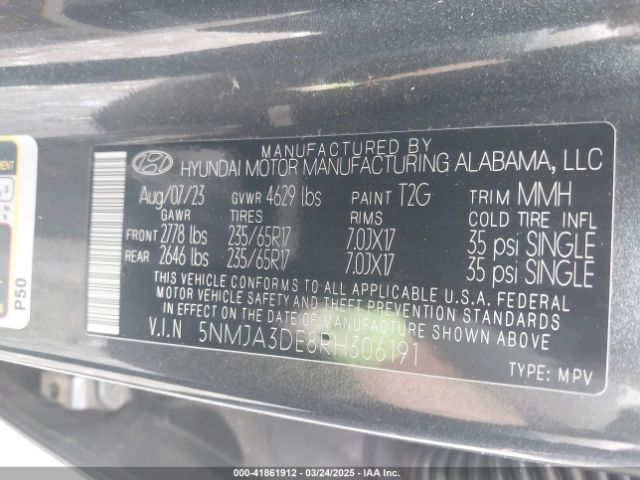 MANUFACTURED BY
HYUNDAI MOTOR MANUFACTURING ALABAMA, LLC
Aug/07/23 GVWR 4629 lbs PAINT T2G TRIM MMH
GAWR TIRES RIMS COLD TIRE INFL
FRONT 2778 lbs 235/65R17 7.0JX17 35 psi SINGLE
REAR 2646 lbs 235/65R17 7.0JX17 35 psi SINGLE
THIS VEHICLE CONFORMS TO ALL APPLICABLE U.S.A. FEDERAL
MOTOR VEHICLE SAFETY AND THEFT PREVENTION STANDARDS
IN EFFECT ON THE DATE OF MANUFACTURE SHOWN ABOVE.
V.I.N 5NMJA3DE8RH306191
TYPE: MPV
P50
000-41861912 - 03/24/2025 - IAA Inc.